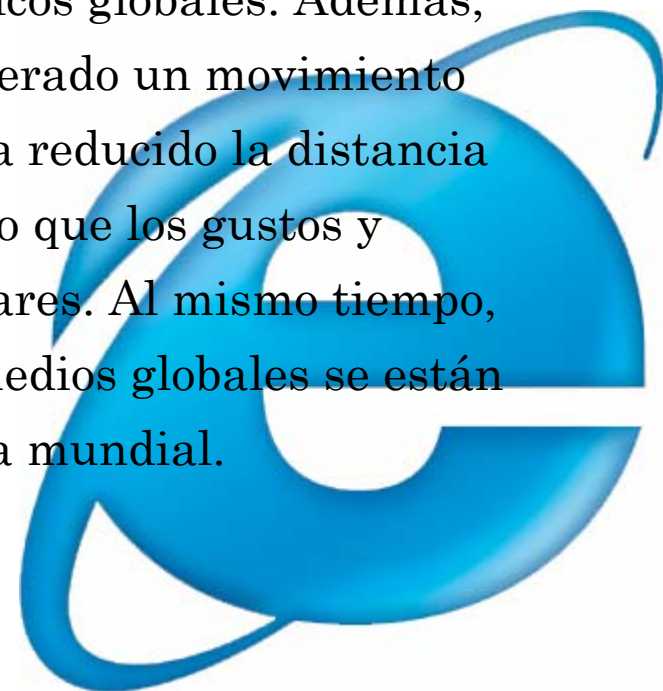 icos globales. Además,
erado un movimiento
a reducido la distancia
o que los gustos y
ares. Al mismo tiempo,
edios globales se están
a mundial.